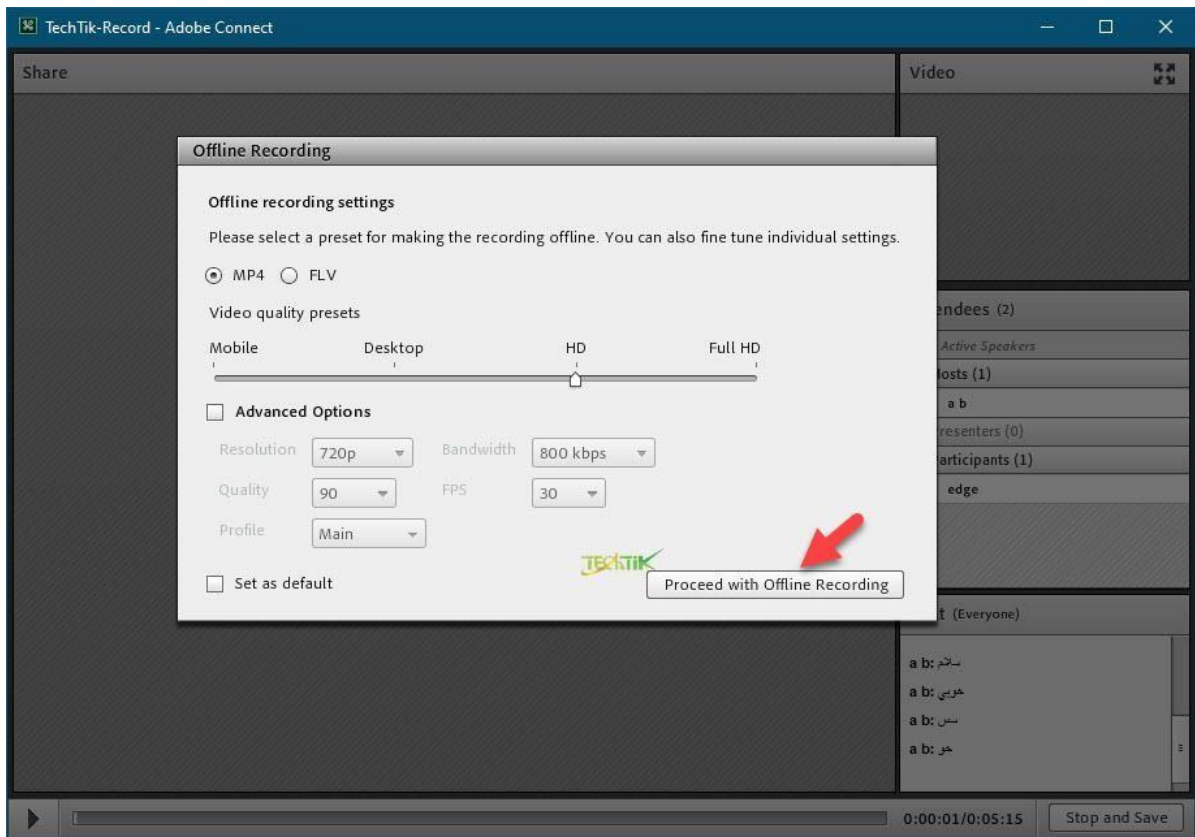 TechTik-Record - Adobe Connect
Share
Video
Offline Recording
Offline recording settings
Please select a preset for making the recording offline. You can also fine tune individual settings.
MP4 FLV
Video quality presets
Mobile Desktop HD Full HD
Advanced Options
Resolution 720p Bandwidth 800 kbps
Quality 90 FPS 30
Profile Main
TECHTIK
Set as default
Proceed with Offline Recording
endees (2)
Active Speakers
osts (1)
a b
resenters (0)
articipants (1)
edge
t (Everyone)
a b: سلام
a b: خوبي
a b: سس
a b: خو
0:00:01/0:05:15 Stop and Save